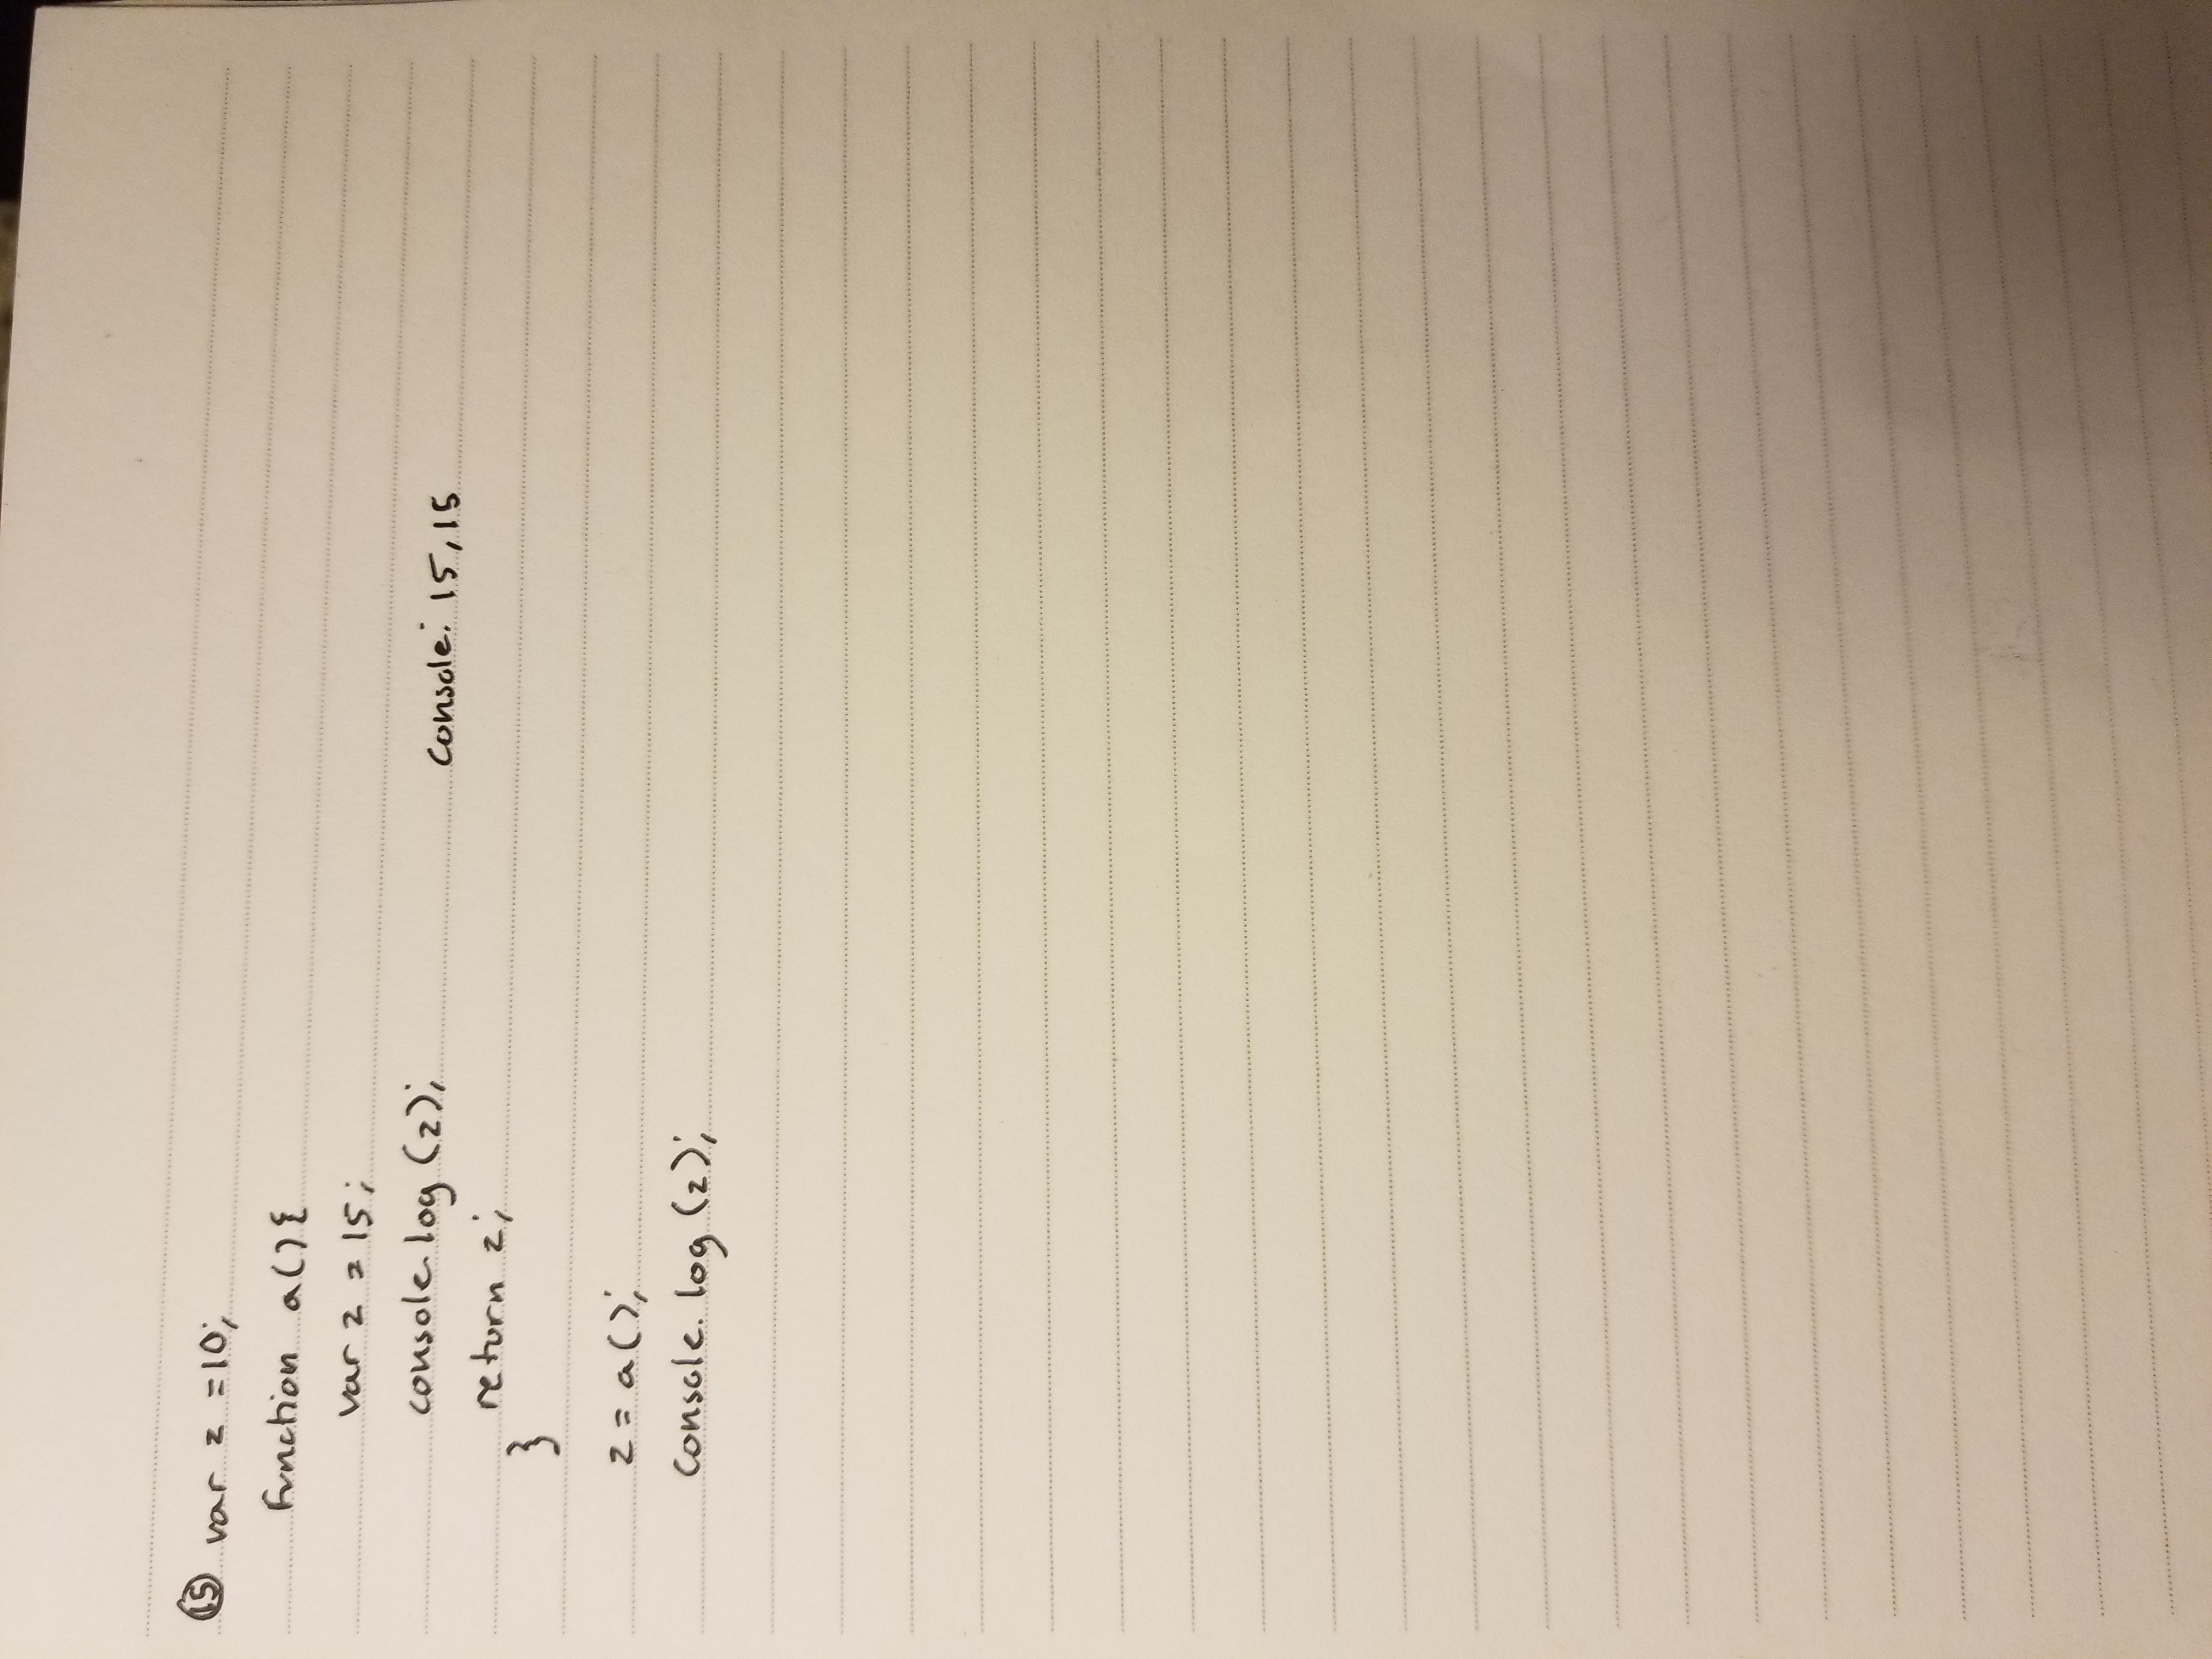 15 var z = 10;
function a(){
var z = 15;
console.log(z);
console: 15, 15
return z;
}
z = a();
console.log(z);